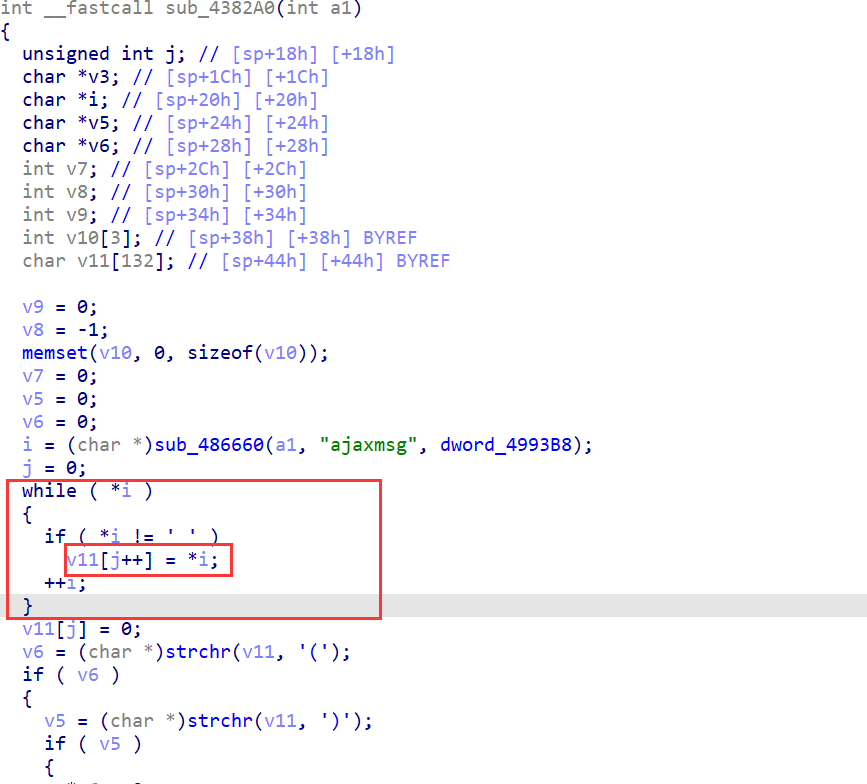 int __fastcall sub_4382A0(int a1)
{
unsigned int j; // [sp+18h] [+18h]
char *v3; // [sp+1Ch] [+1Ch]
char *i; // [sp+20h] [+20h]
char *v5; // [sp+24h] [+24h]
char *v6; // [sp+28h] [+28h]
int v7; // [sp+2Ch] [+2Ch]
int v8; // [sp+30h] [+30h]
int v9; // [sp+34h] [+34h]
int v10[3]; // [sp+38h] [+38h] BYREF
char v11[132]; // [sp+44h] [+44h] BYREF
v9 = 0;
v8 = -1;
memset(v10, 0, sizeof(v10));
v7 = 0;
v5 = 0;
v6 = 0;
i = (char *)sub_486660(a1, "ajaxmsg", dword_4993B8);
j = 0;
while ( *i )
{
if ( *i != ' ' )
v11[j++] = *i;
++i;
}
v11[j] = 0;
v6 = (char *)strchr(v11, '(');
if ( v6 )
{
v5 = (char *)strchr(v11, ')');
if ( v5 )
{